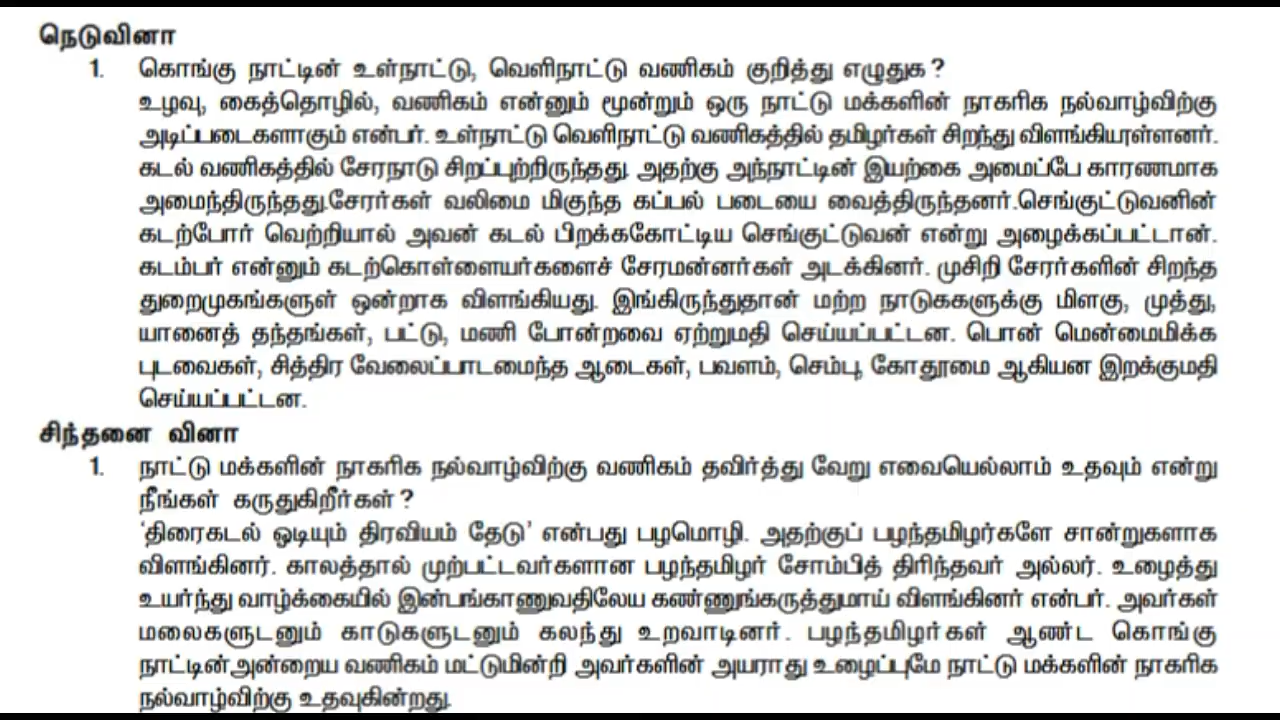 நெடுவினா
1. கொங்கு நாட்டின் உள்நாட்டு, வெளிநாட்டு வணிகம் குறித்து எழுதுக?
உழவு, கைத்தொழில், வணிகம் என்னும் மூன்றும் ஒரு நாட்டு மக்களின் நாகரிக நல்வாழ்விற்கு
அடிப்படைகளாகும் என்பர். உள்நாட்டு வெளிநாட்டு வணிகத்தில் தமிழர்கள் சிறந்து விளங்கியுள்ளனர்.
கடல் வணிகத்தில் சேரநாடு சிறப்புற்றிருந்தது. அதற்கு அந்நாட்டின் இயற்கை அமைப்பே காரணமாக
அமைந்திருந்தது.சேரர்கள் வலிமை மிகுந்த கப்பல் படையை வைத்திருந்தனர்.செங்குட்டுவனின்
கடற்போர் வெற்றியால் அவன் கடல் பிறக்ககோட்டிய செங்குட்டுவன் என்று அழைக்கப்பட்டான்.
கடம்பர் என்னும் கடற்கொள்ளையர்களைச் சேரமன்னர்கள் அடக்கினர். முசிறி சேரர்களின் சிறந்த
துறைமுகங்களுள் ஒன்றாக விளங்கியது. இங்கிருந்துதான் மற்ற நாடுககளுக்கு மிளகு, முத்து,
யானைத் தந்தங்கள், பட்டு, மணி போன்றவை ஏற்றுமதி செய்யப்பட்டன. பொன் மென்மைமிக்க
புடவைகள், சித்திர வேலைப்பாடமைந்த ஆடைகள், பவளம், செம்பு, கோதூமை ஆகியன இறக்குமதி
செய்யப்பட்டன.
சிந்தனை வினா
1. நாட்டு மக்களின் நாகரிக நல்வாழ்விற்கு வணிகம் தவிர்த்து வேறு எவையெல்லாம் உதவும் என்று
நீங்கள் கருதுகிறீர்கள்?
‘திரைகடல் ஓடியும் திரவியம் தேடு’ என்பது பழமொழி. அதற்குப் பழந்தமிழர்களே சான்றுகளாக
விளங்கினர். காலத்தால் முற்பட்டவர்களான பழந்தமிழர் சோம்பித் திரிந்தவர் அல்லர். உழைத்து
உயர்ந்து வாழ்க்கையில் இன்பங்காணுவதிலேய கண்ணுங்கருத்துமாய் விளங்கினர் என்பர். அவர்கள்
மலைகளுடனும் காடுகளுடனும் கலந்து உறவாடினர். பழந்தமிழர்கள் ஆண்ட கொங்கு
நாட்டின்அன்றைய வணிகம் மட்டுமின்றி அவர்களின் அயராது உழைப்புமே நாட்டு மக்களின் நாகரிக
நல்வாழ்விற்கு உதவுகின்றது.